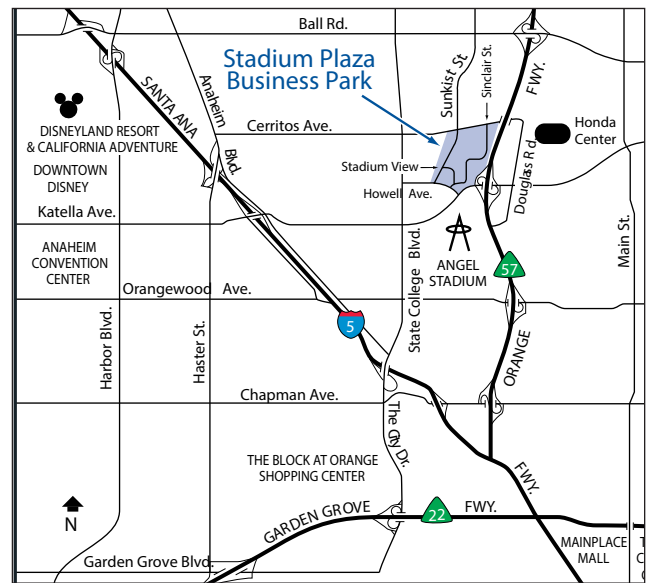 Ball Rd.
Stadium Plaza
Business Park
Sunkist St
Sinclair St.
FWY.
SANTA ANA
Anaheim
Blvd.
Honda
Center
Cerritos Ave.
DISNEYLAND RESORT
& CALIFORNIA ADVENTURE
DOWNTOWN
DISNEY
Stadium View
Howell Ave.
Douglass Rd.
Katella Ave.
Main St.
ANAHEIM
CONVENTION
CENTER
State College Blvd.
ANGEL
STADIUM
57
Orangewood Ave.
5
Harbor Blvd.
Haster St.
ORANGE
Chapman Ave.
The City Dr.
THE BLOCK AT ORANGE
SHOPPING CENTER
FWY.
N
GARDEN GROVE
22
FWY.
MAINPLACE
MALL
Garden Grove Blvd.